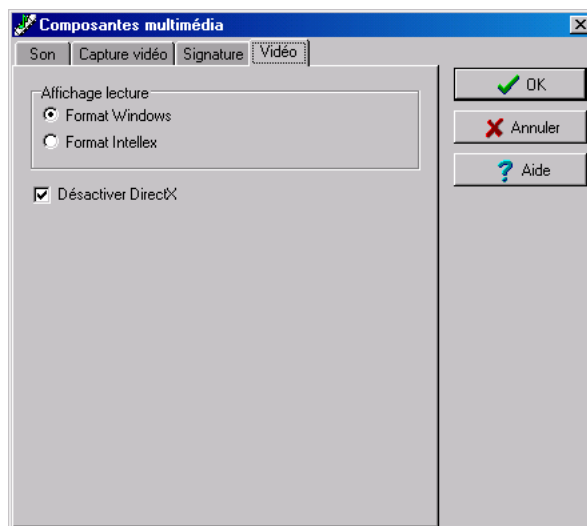 Composantes multimédia
Son Capture vidéo Signature Vidéo
Affichage lecture
Format Windows
Format Intellex
Désactiver DirectX
OK
Annuler
Aide